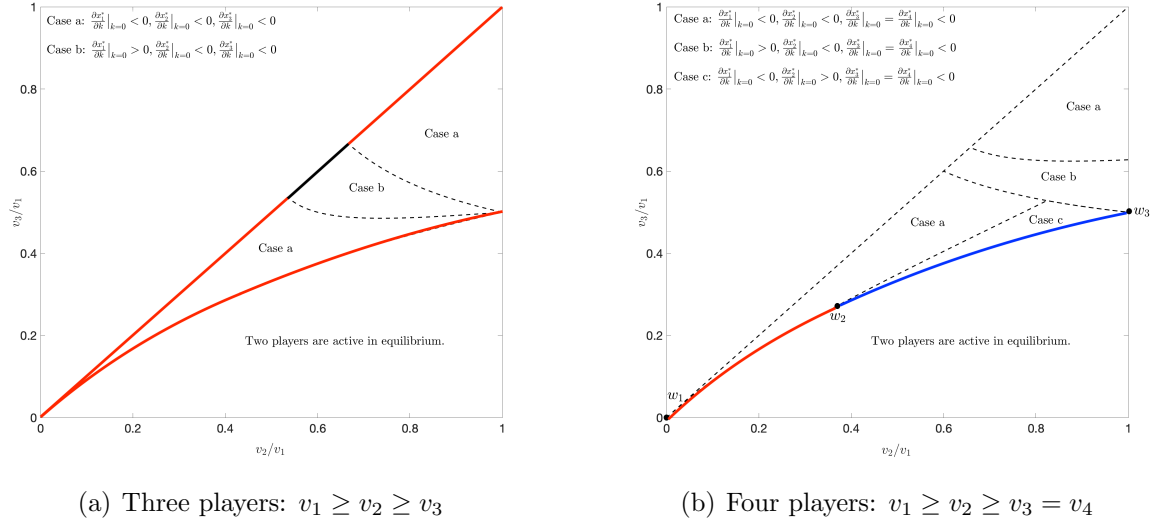 Case a: ∂x₁*/∂k|ₖ₌₀ < 0, ∂x₂*/∂k|ₖ₌₀ < 0, ∂x₃*/∂k|ₖ₌₀ < 0
Case b: ∂x₁*/∂k|ₖ₌₀ > 0, ∂x₂*/∂k|ₖ₌₀ < 0, ∂x₃*/∂k|ₖ₌₀ < 0
1
0.8
0.6
0.4
0.2
0
v₃/v₁
Case a
Case b
Case a
Two players are active in equilibrium.
0 0.2 0.4 0.6 0.8 1
v₂/v₁
(a) Three players: v₁ ≥ v₂ ≥ v₃
Case a: ∂x₁*/∂k|ₖ₌₀ < 0, ∂x₂*/∂k|ₖ₌₀ < 0, ∂x₃*/∂k|ₖ₌₀ = ∂x₄*/∂k|ₖ₌₀ < 0
Case b: ∂x₁*/∂k|ₖ₌₀ > 0, ∂x₂*/∂k|ₖ₌₀ < 0, ∂x₃*/∂k|ₖ₌₀ = ∂x₄*/∂k|ₖ₌₀ < 0
Case c: ∂x₁*/∂k|ₖ₌₀ < 0, ∂x₂*/∂k|ₖ₌₀ > 0, ∂x₃*/∂k|ₖ₌₀ = ∂x₄*/∂k|ₖ₌₀ < 0
1
0.8
0.6
0.4
0.2
0
v₃/v₁
Case a
Case b
w₃
Case a
Case c
w₂
Two players are active in equilibrium.
w₁
0 0.2 0.4 0.6 0.8 1
v₂/v₁
(b) Four players: v₁ ≥ v₂ ≥ v₃ = v₄